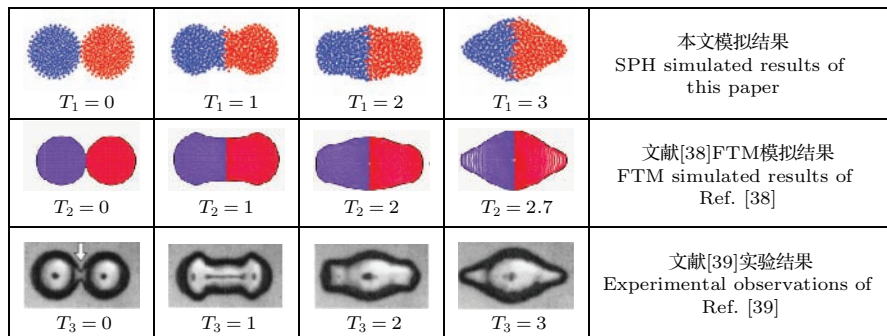 T₁ = 0 T₁ = 1 T₁ = 2 T₁ = 3
本文模拟结果
SPH simulated results of
this paper
T₂ = 0 T₂ = 1 T₂ = 2 T₂ = 2.7
文献[38]FTM模拟结果
FTM simulated results of
Ref. [38]
T₃ = 0 T₃ = 1 T₃ = 2 T₃ = 3
文献[39]实验结果
Experimental observations of
Ref. [39]